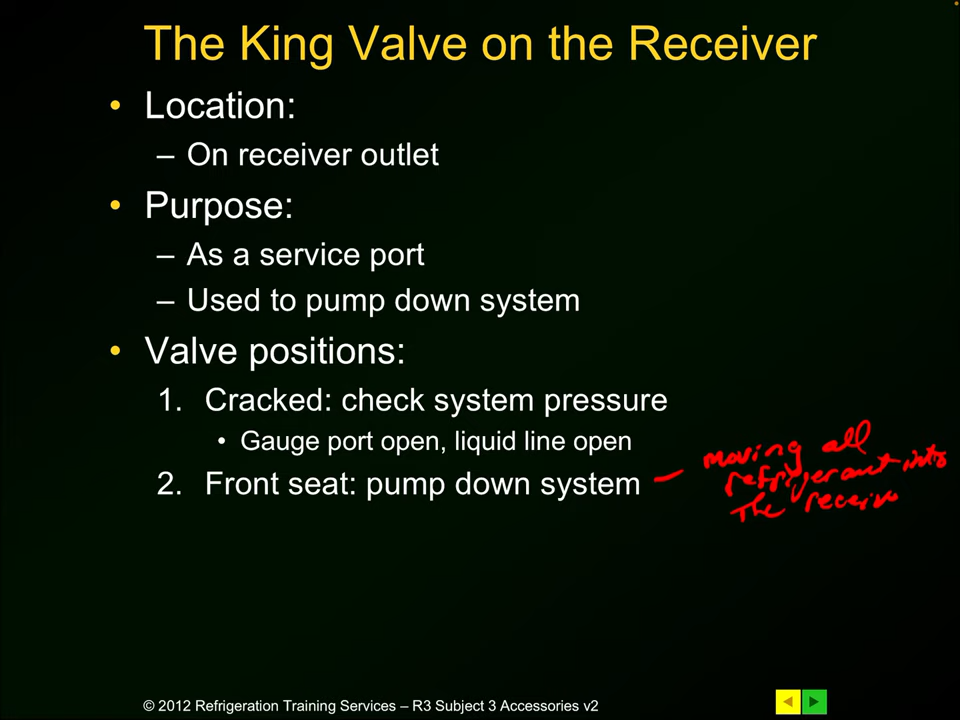 The King Valve on the Receiver
• Location:
– On receiver outlet
• Purpose:
– As a service port
– Used to pump down system
• Valve positions:
1. Cracked: check system pressure
• Gauge port open, liquid line open
2. Front seat: pump down system
– moving all
refrigerant into
The receiver
© 2012 Refrigeration Training Services – R3 Subject 3 Accessories v2